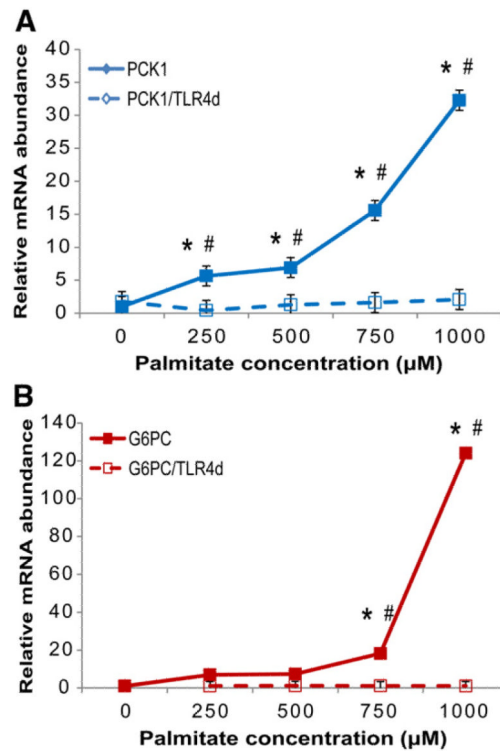 A
40
35
30
25
20
15
10
5
0
Relative mRNA abundance
PCK1
PCK1/TLR4d
* #
* #
* #
* #
0 250 500 750 1000
Palmitate concentration (µM)
B
140
120
100
80
60
40
20
0
Relative mRNA abundance
G6PC
G6PC/TLR4d
* #
* #
0 250 500 750 1000
Palmitate concentration (µM)